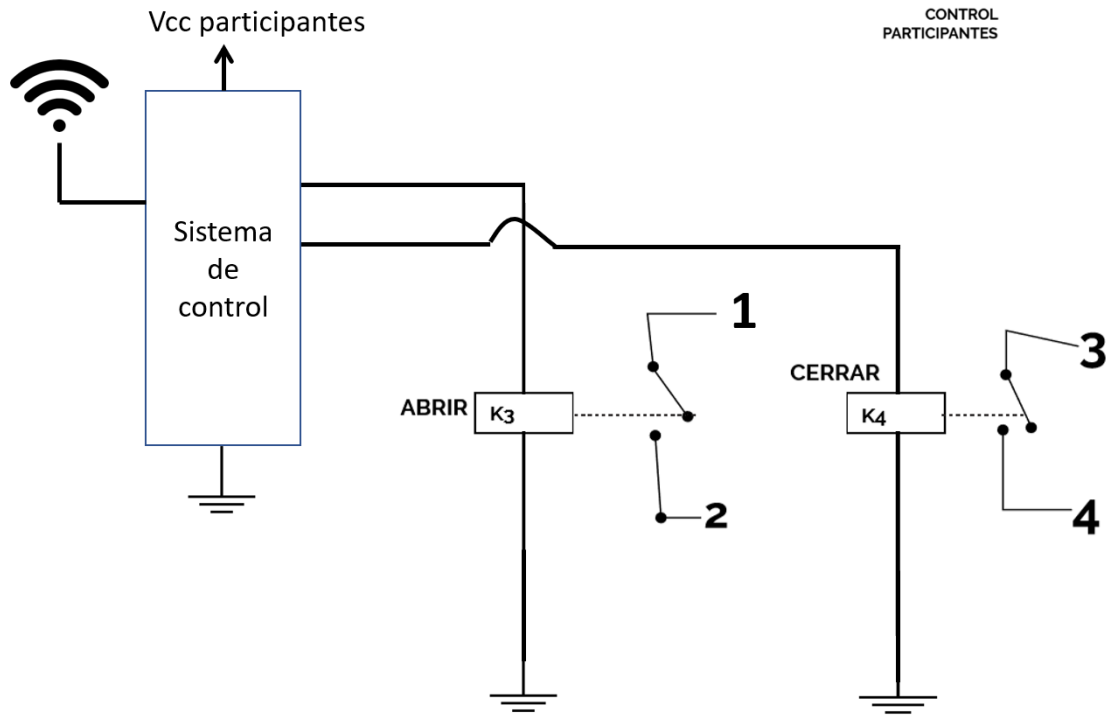 Vcc participantes
CONTROL
PARTICIPANTES
Sistema
de
control
1
ABRIR
K3
2
CERRAR
K4
3
4